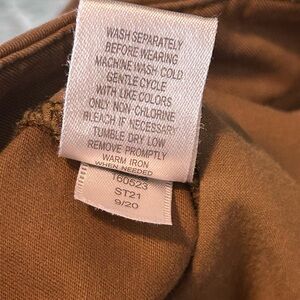 WASH SEPARATELY
BEFORE WEARING
MACHINE WASH COLD
GENTLE CYCLE
WITH LIKE COLORS
ONLY NON-CHLORINE
BLEACH IF NECESSARY
TUMBLE DRY LOW
REMOVE PROMPTLY
WARM IRON
WHEN NEEDED
160523
ST21
9/20